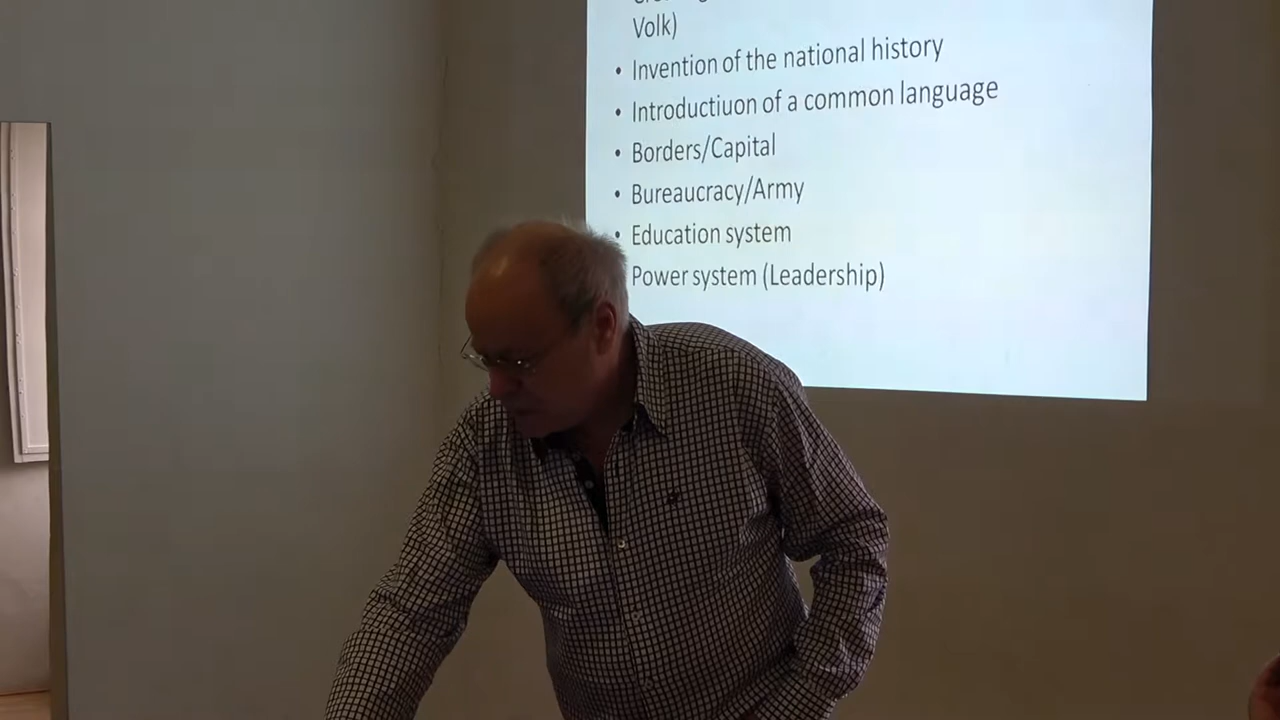 Volk)
• Invention of the national history
• Introductiuon of a common language
• Borders/Capital
• Bureaucracy/Army
• Education system
Power system (Leadership)